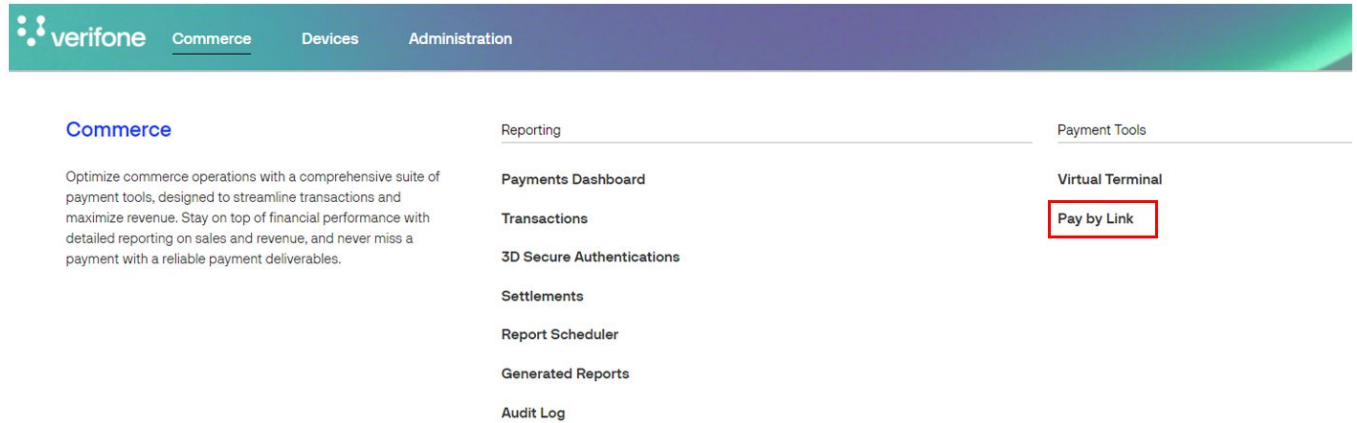 verifone Commerce Devices Administration
Commerce
Optimize commerce operations with a comprehensive suite of
payment tools, designed to streamline transactions and
maximize revenue. Stay on top of financial performance with
detailed reporting on sales and revenue, and never miss a
payment with a reliable payment deliverables.
Reporting
Payments Dashboard
Transactions
3D Secure Authentications
Settlements
Report Scheduler
Generated Reports
Audit Log
Payment Tools
Virtual Terminal
Pay by Link